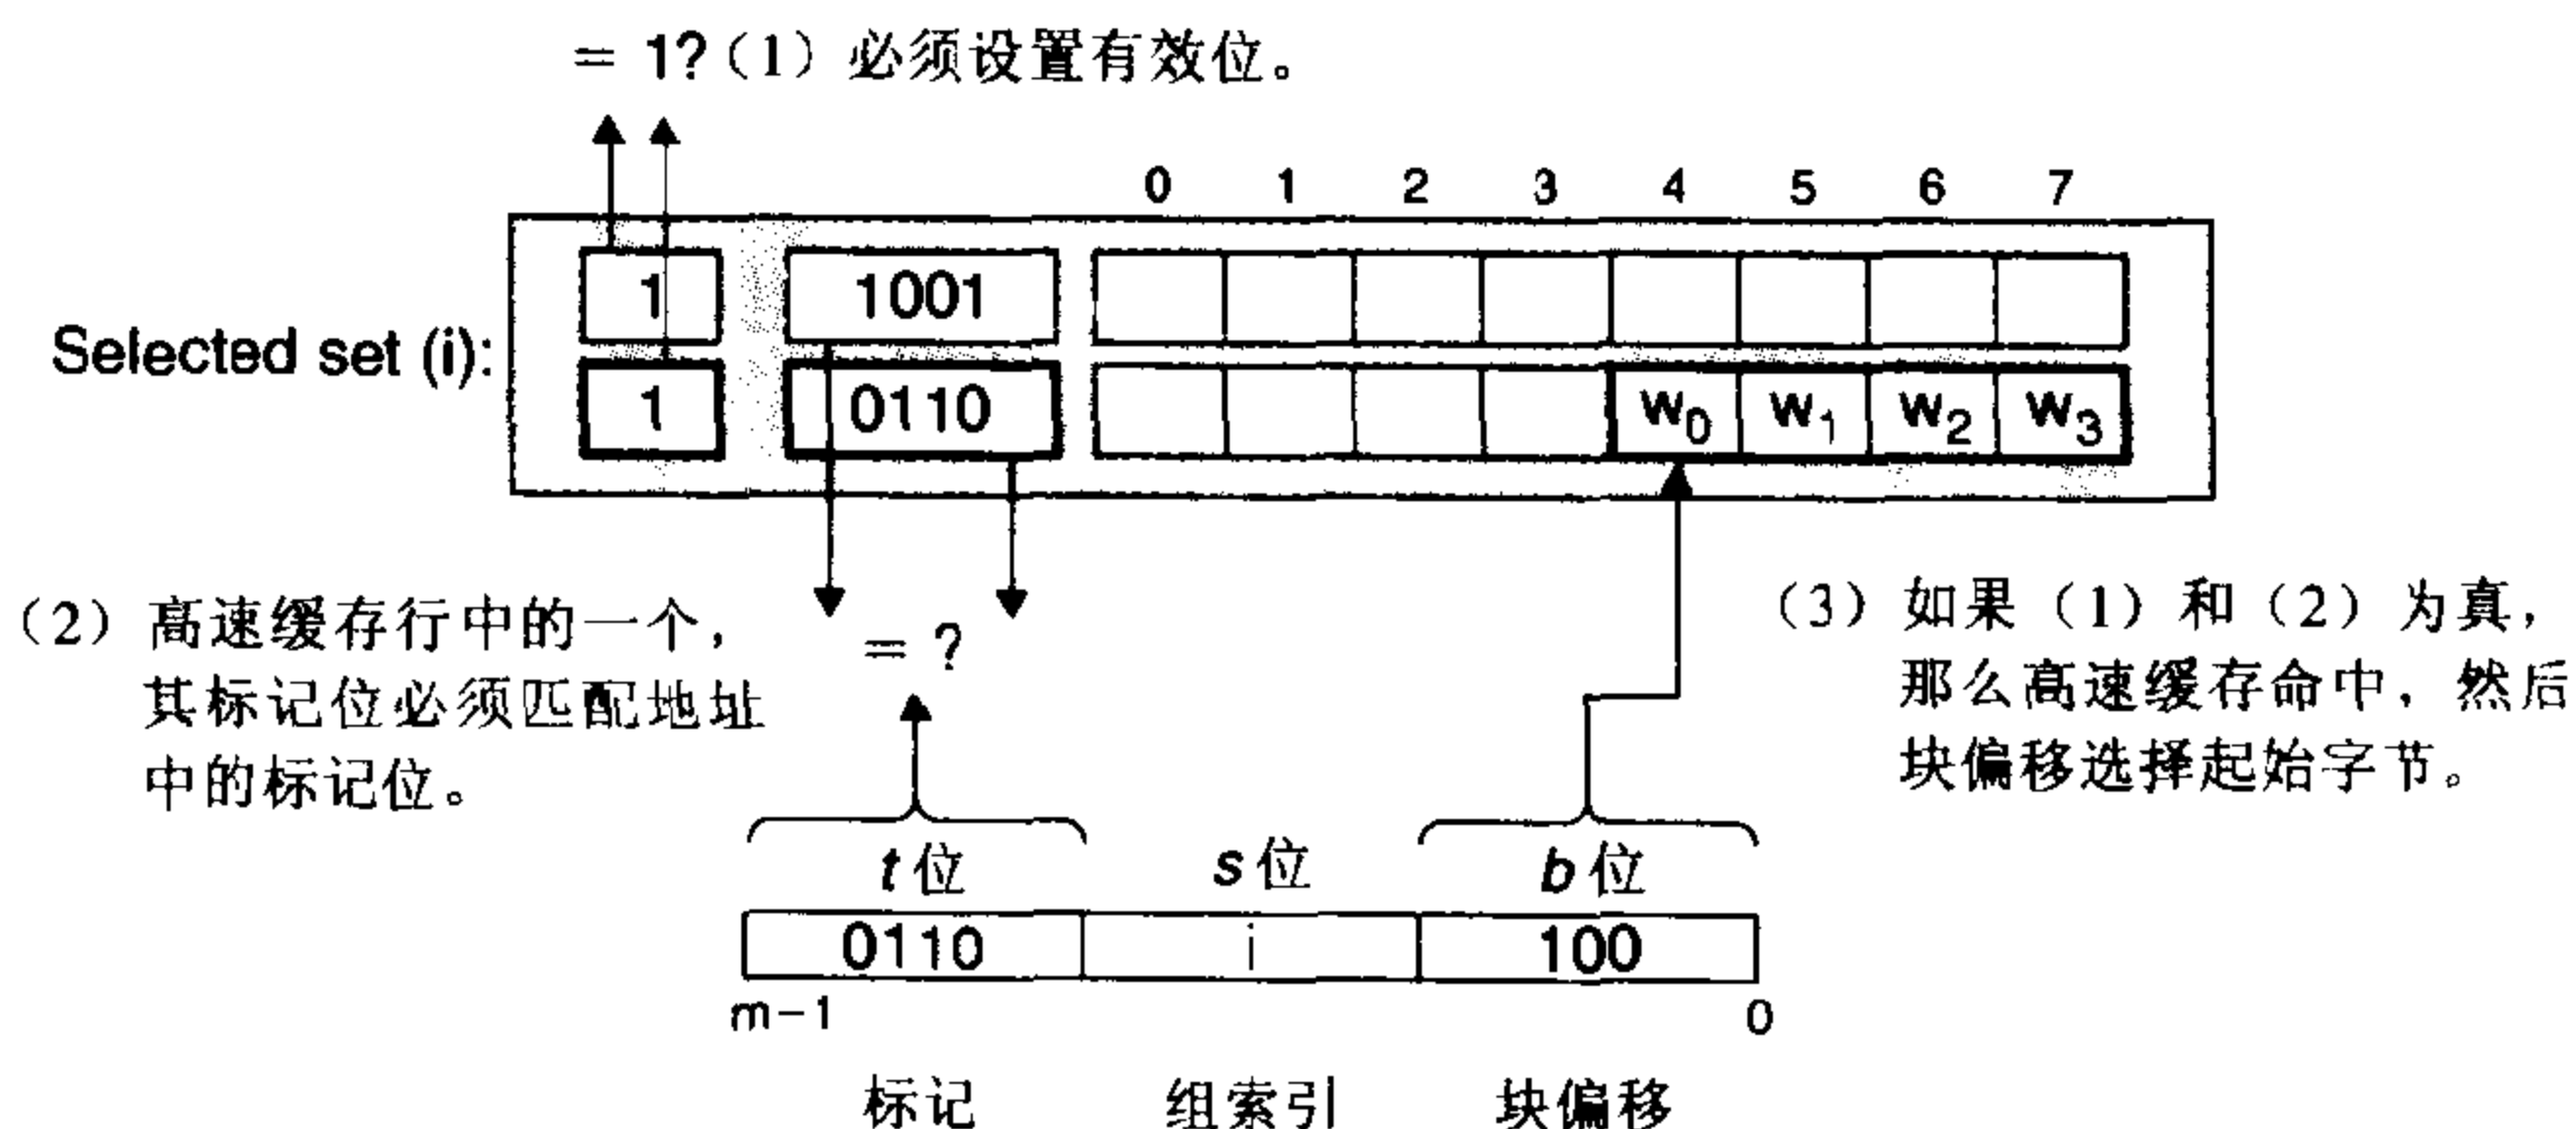 = 1?（1）必须设置有效位。
0 1 2 3 4 5 6 7
1 1001
Selected set (i):
1 0110 w0 w1 w2 w3
（2）高速缓存行中的一个，
其标记位必须匹配地址
中的标记位。
= ?
（3）如果（1）和（2）为真，
那么高速缓存命中，然后
块偏移选择起始字节。
t位 s位 b位
0110 i 100
m-1 0
标记 组索引 块偏移